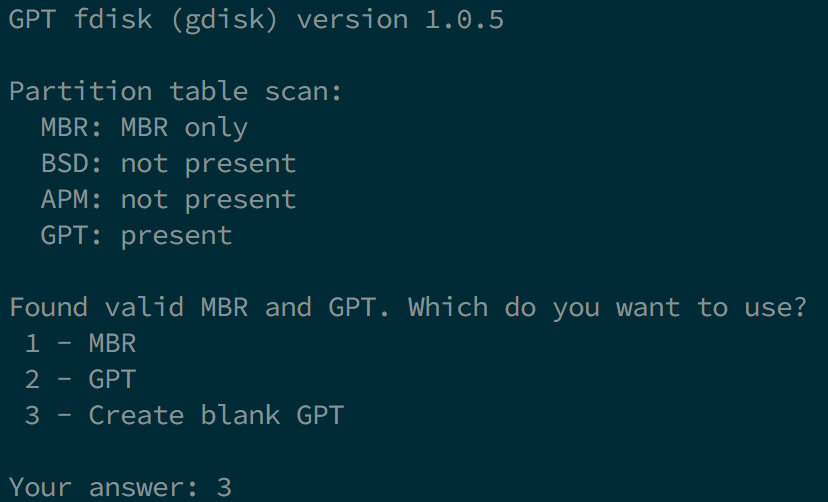 GPT fdisk (gdisk) version 1.0.5
Partition table scan:
MBR: MBR only
BSD: not present
APM: not present
GPT: present
Found valid MBR and GPT. Which do you want to use?
1 - MBR
2 - GPT
3 - Create blank GPT
Your answer: 3